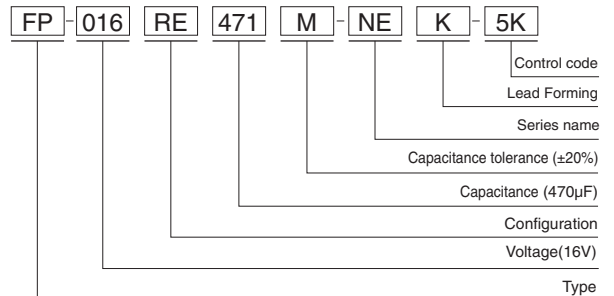 FP-016 RE 471 M-NE K-5K
Control code
Lead Forming
Series name
Capacitance tolerance (±20%)
Capacitance (470µF)
Configuration
Voltage(16V)
Type